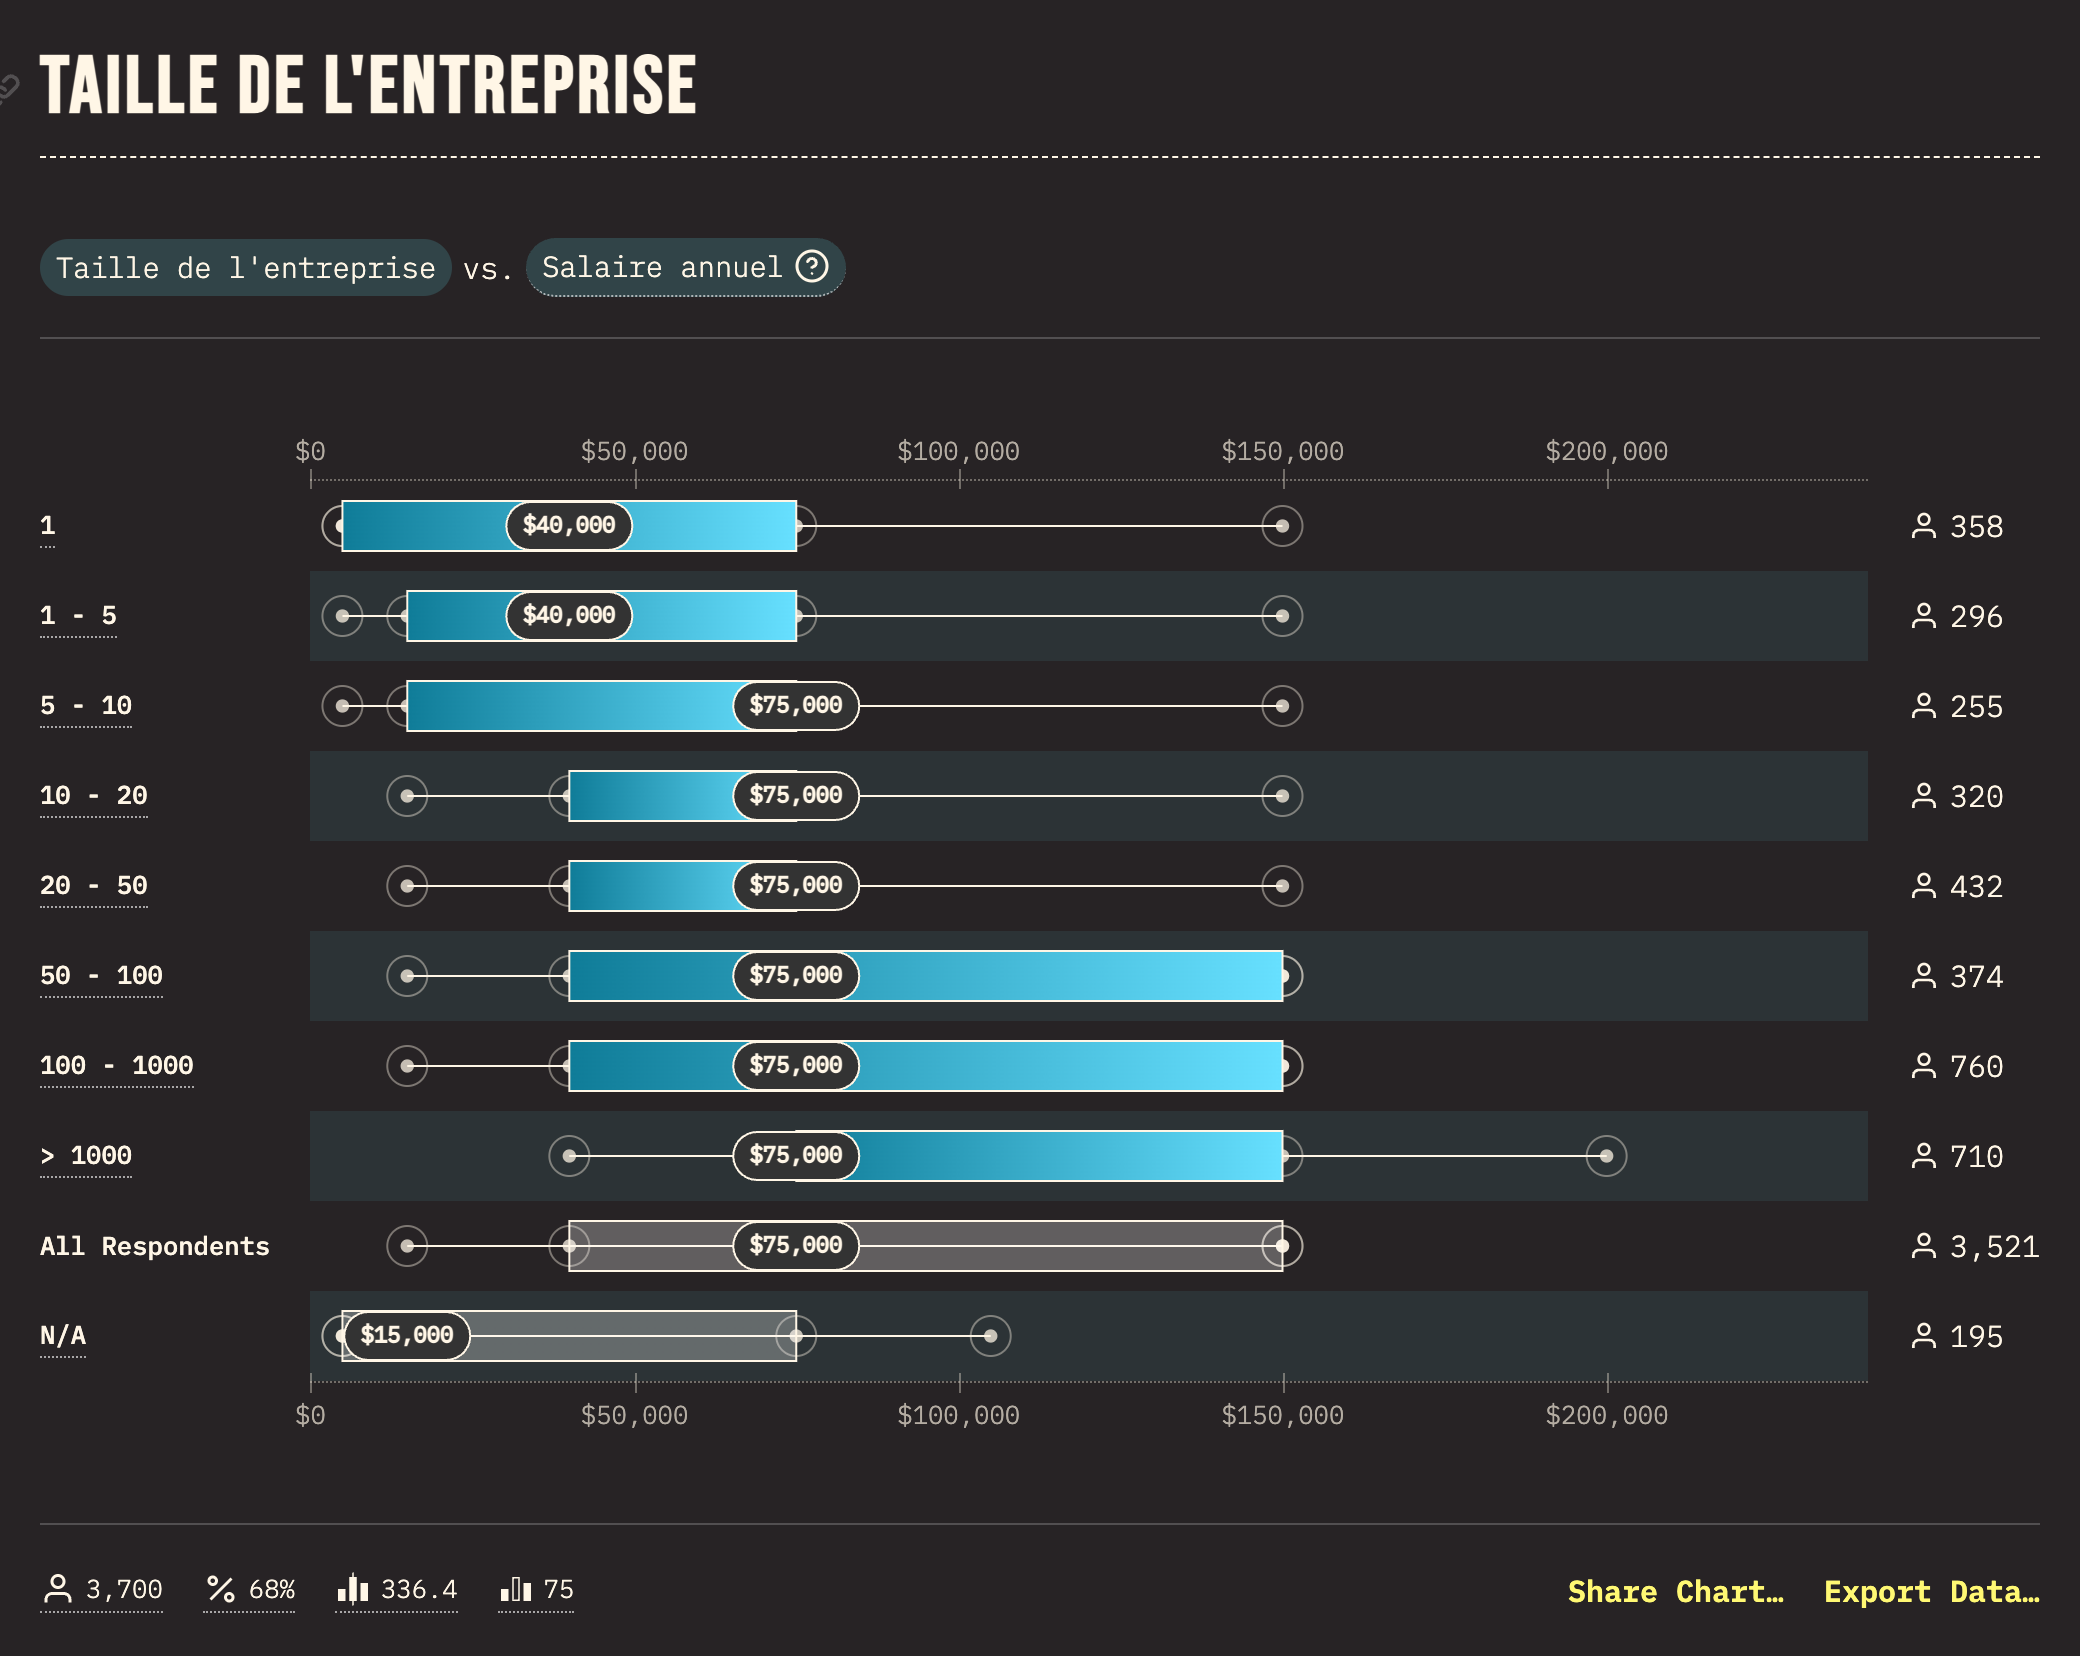 TAILLE DE L'ENTREPRISE
Taille de l'entreprise vs. Salaire annuel ?
$0 $50,000 $100,000 $150,000 $200,000
1 $40,000 358
1 - 5 $40,000 296
5 - 10 $75,000 255
10 - 20 $75,000 320
20 - 50 $75,000 432
50 - 100 $75,000 374
100 - 1000 $75,000 760
> 1000 $75,000 710
All Respondents $75,000 3,521
N/A $15,000 195
$0 $50,000 $100,000 $150,000 $200,000
3,700 68% 336.4 75 Share Chart… Export Data…